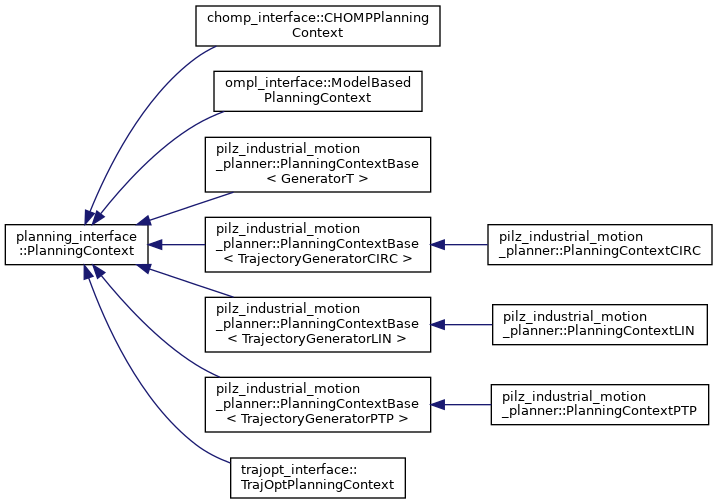 chomp_interface::CHOMPPlanning
Context
ompl_interface::ModelBased
PlanningContext
pilz_industrial_motion
_planner::PlanningContextBase
< GeneratorT >
planning_interface
::PlanningContext
pilz_industrial_motion
_planner::PlanningContextBase
< TrajectoryGeneratorCIRC >
pilz_industrial_motion
_planner::PlanningContextCIRC
pilz_industrial_motion
_planner::PlanningContextBase
< TrajectoryGeneratorLIN >
pilz_industrial_motion
_planner::PlanningContextLIN
pilz_industrial_motion
_planner::PlanningContextBase
< TrajectoryGeneratorPTP >
pilz_industrial_motion
_planner::PlanningContextPTP
trajopt_interface::
TrajOptPlanningContext